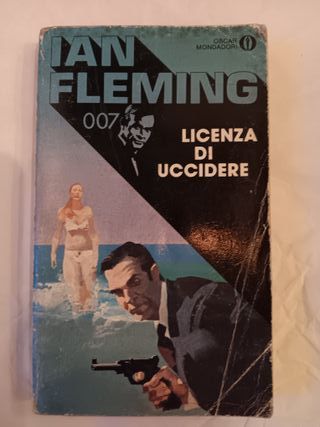 IAN
FLEMING
OSCAR
MONDADORI
007
LICENZA
DI
UCCIDERE